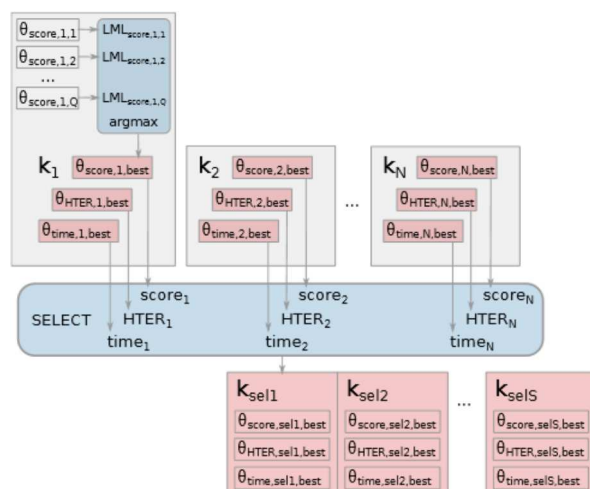 θscore,1,1 LMLscore,1,1
θscore,1,2 LMLscore,1,2
...
θscore,1,Q LMLscore,1,Q
argmax
k1 θscore,1,best
θHTER,1,best
θtime,1,best
k2 θscore,2,best
θHTER,2,best
θtime,2,best
...
kN θscore,N,best
θHTER,N,best
θtime,N,best
score1 score2 scoreN
SELECT HTER1 HTER2 HTERN
time1 time2 timeN
ksel1
θscore,sel1,best
θHTER,sel1,best
θtime,sel1,best
ksel2
θscore,sel2,best
θHTER,sel2,best
θtime,sel2,best
...
kselS
θscore,selS,best
θHTER,selS,best
θtime,selS,best